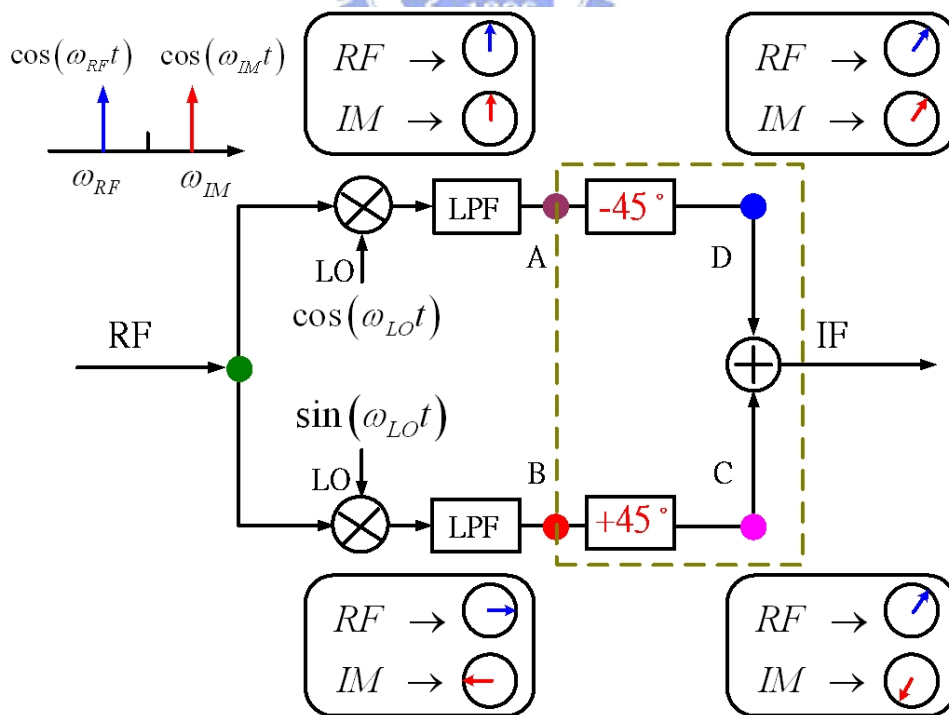 1896
cos(ω_RF t)
cos(ω_IM t)
ω_RF
ω_IM
RF →
IM →
RF →
IM →
LPF
-45°
A
D
LO
cos(ω_LO t)
RF
IF
sin(ω_LO t)
LO
B
C
LPF
+45°
RF →
IM →
RF →
IM →